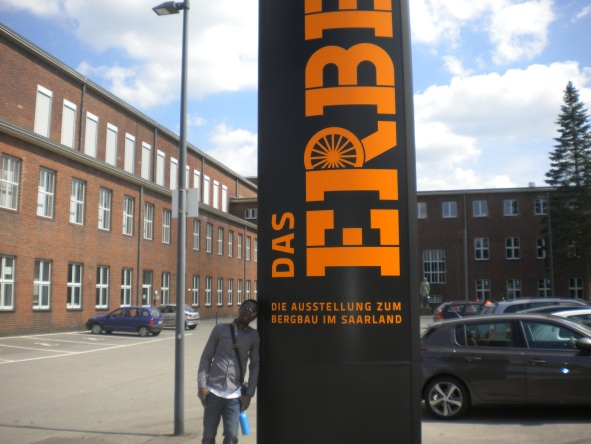 DAS
ERBE
DIE AUSSTELLUNG ZUM
BERGBAU IM SAARLAND